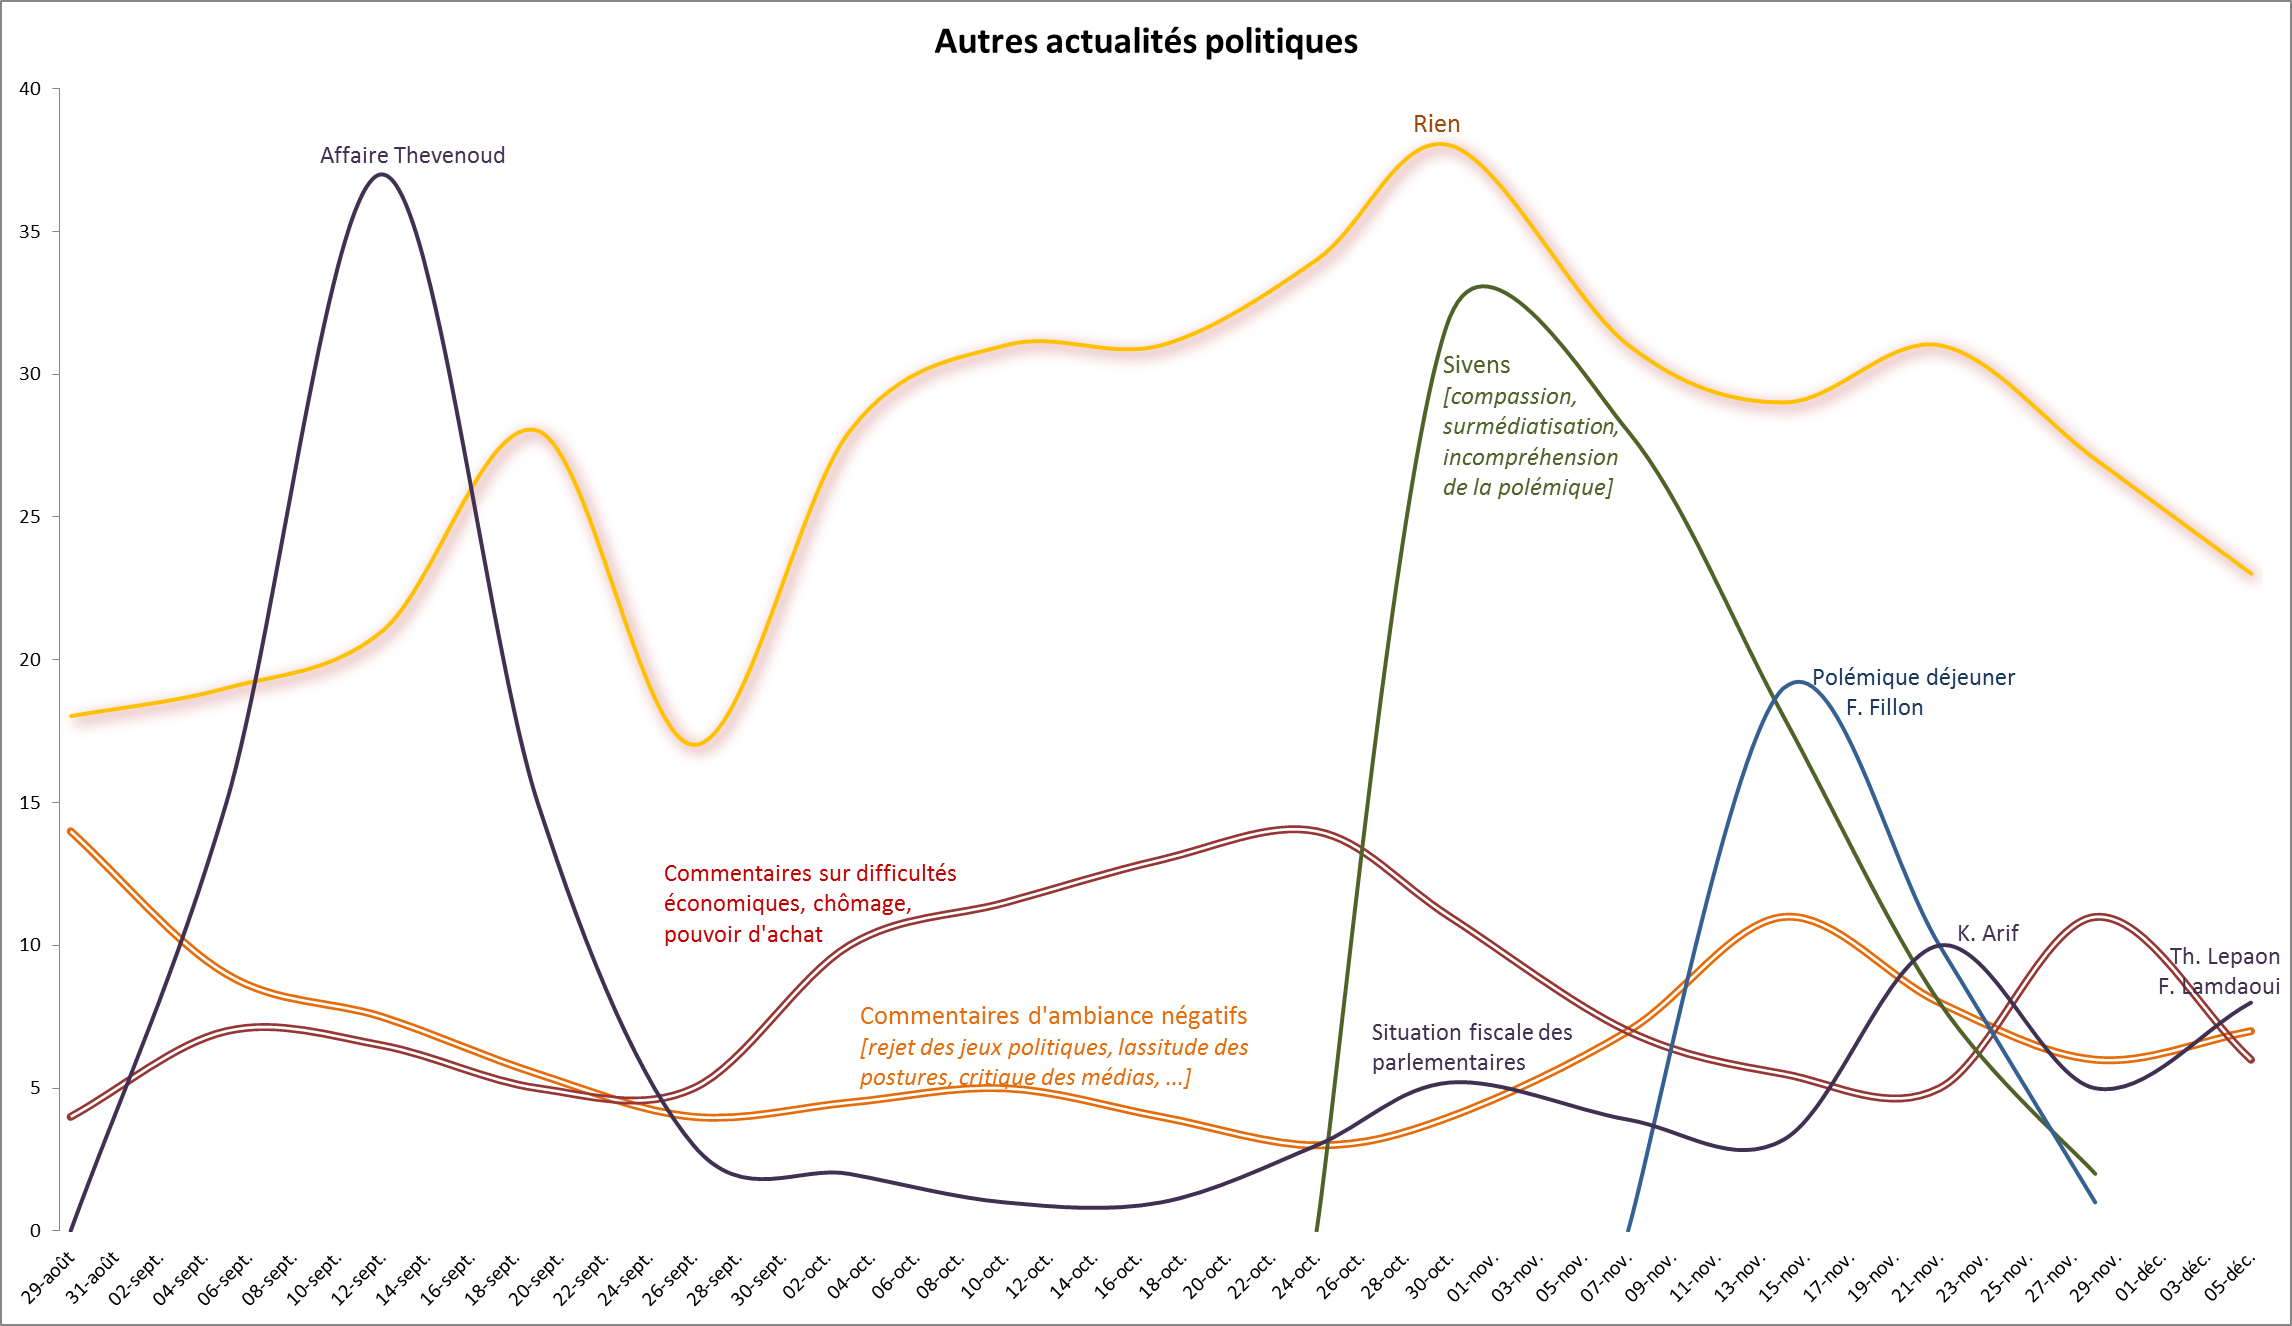 Autres actualités politiques
40
35
30
25
20
15
10
5
0
Affaire Thevenoud
Rien
Sivens
[compassion,
surmédiatisation,
incompréhension
de la polémique]
Polémique déjeuner
F. Fillon
Commentaires sur difficultés
économiques, chômage,
pouvoir d'achat
K. Arif
Th. Lepaon
F. Lamdaoui
Commentaires d'ambiance négatifs
[rejet des jeux politiques, lassitude des
postures, critique des médias, ...]
Situation fiscale des
parlementaires
29-août
31-août
02-sept.
04-sept.
06-sept.
08-sept.
10-sept.
12-sept.
14-sept.
16-sept.
18-sept.
20-sept.
22-sept.
24-sept.
26-sept.
28-sept.
30-sept.
02-oct.
04-oct.
06-oct.
08-oct.
10-oct.
12-oct.
14-oct.
16-oct.
18-oct.
20-oct.
22-oct.
24-oct.
26-oct.
28-oct.
30-oct.
01-nov.
03-nov.
05-nov.
07-nov.
09-nov.
11-nov.
13-nov.
15-nov.
17-nov.
19-nov.
21-nov.
23-nov.
25-nov.
27-nov.
29-nov.
01-déc.
03-déc.
05-déc.